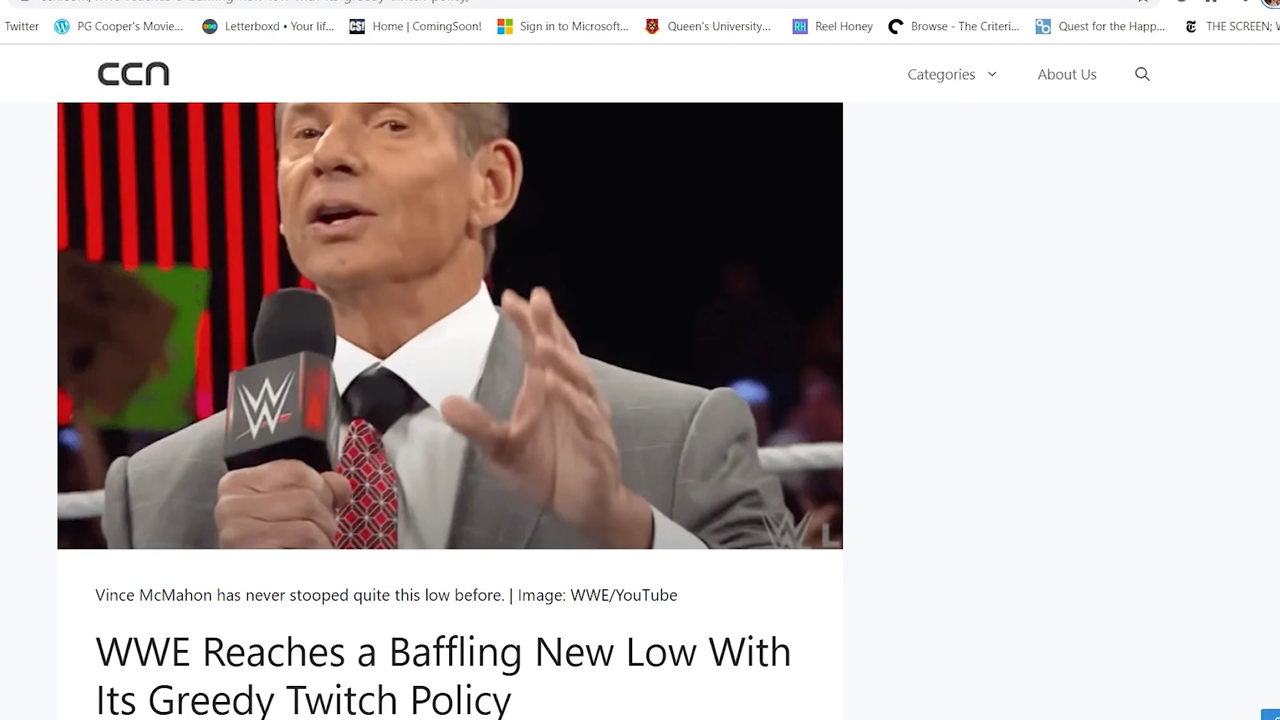 Twitter PG Cooper's Movie... Letterboxd • Your lif... CS! Home | ComingSoon! Sign in to Microsoft... Queen's University... RH Reel Honey Browse - The Criteri... Quest for the Happ... THE SCREEN; W
ccn Categories About Us
W
W L
Vince McMahon has never stooped quite this low before. | Image: WWE/YouTube
WWE Reaches a Baffling New Low With
Its Greedy Twitch Policy